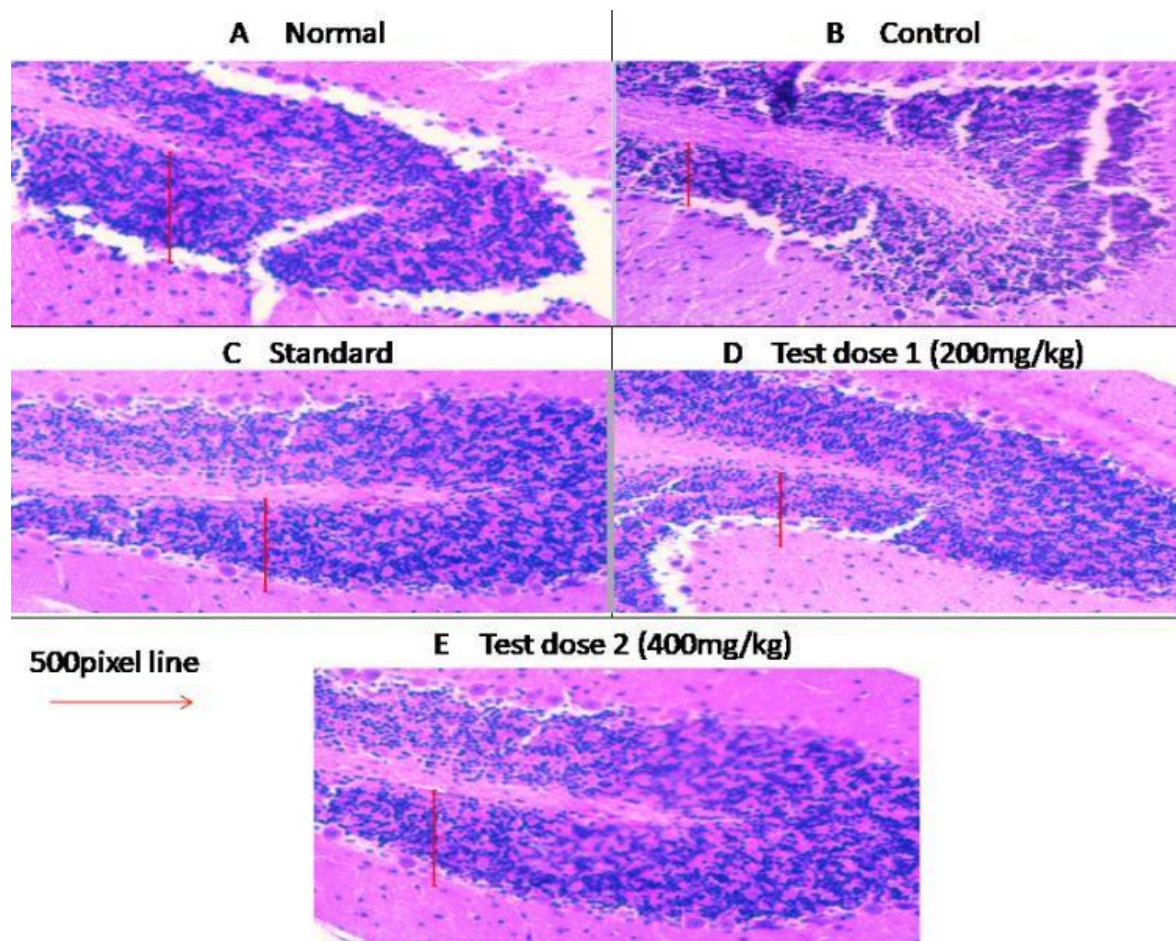 A Normal
B Control
C Standard
D Test dose 1 (200mg/kg)
E Test dose 2 (400mg/kg)
500pixel line